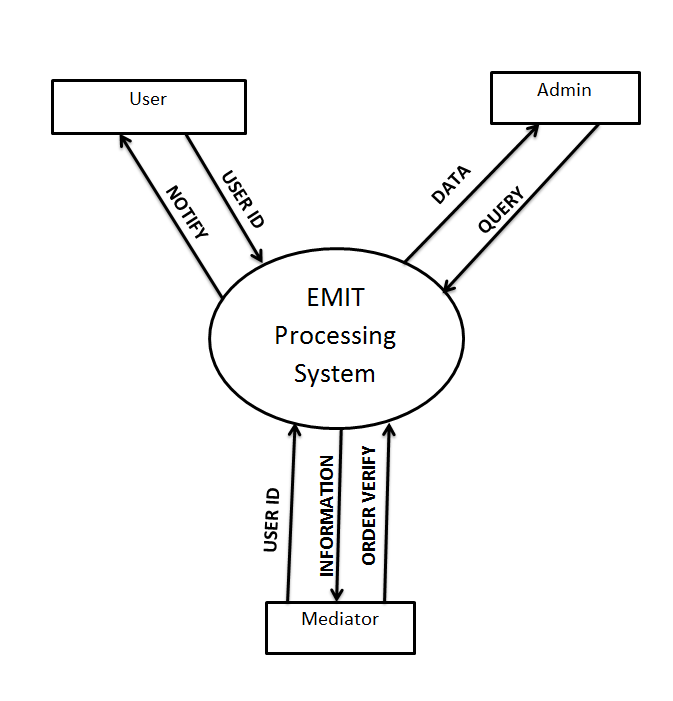 User
Admin
NOTIFY
USER ID
DATA
QUERY
EMIT
Processing
System
USER ID
INFORMATION
ORDER VERIFY
Mediator